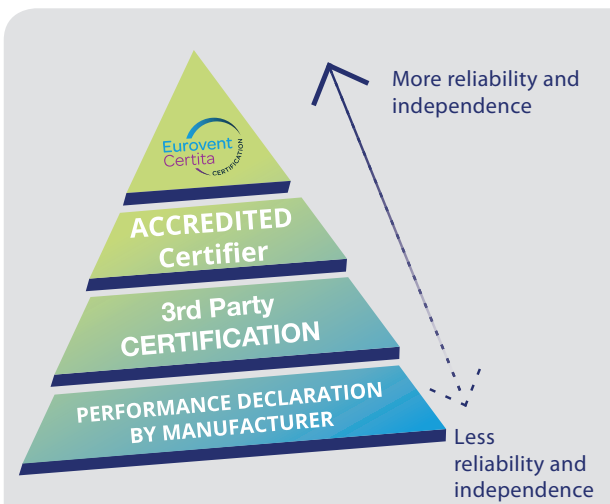 More reliability and
independence
Eurovent
Certita
CERTIFICATION
ACCREDITED
Certifier
3rd Party
CERTIFICATION
PERFORMANCE DECLARATION
BY MANUFACTURER
Less
reliability and
independence